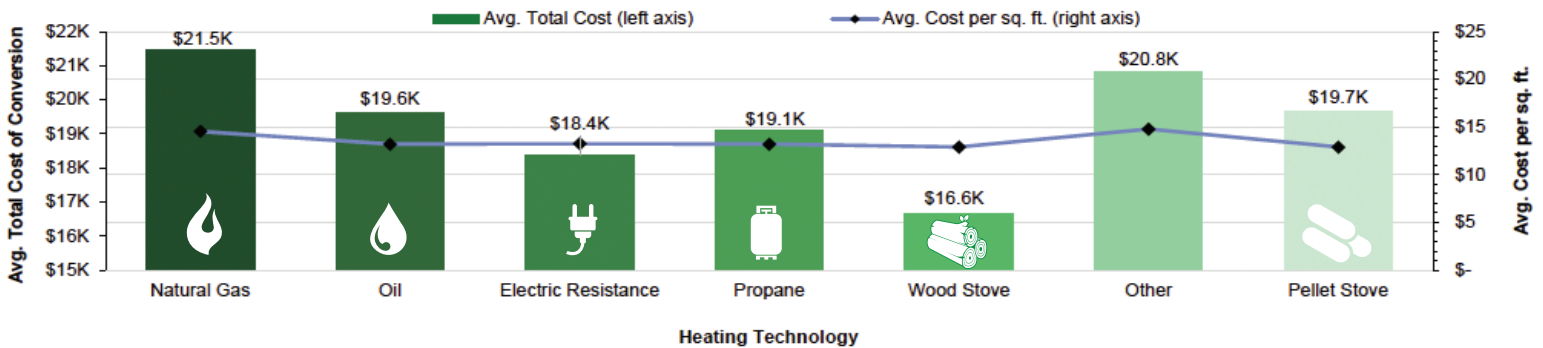 Avg. Total Cost (left axis)
Avg. Cost per sq. ft. (right axis)
Avg. Total Cost of Conversion
$22K
$21K
$20K
$19K
$18K
$17K
$16K
$15K
$21.5K
$19.6K
$18.4K
$19.1K
$16.6K
$20.8K
$19.7K
$25
$20
$15
$10
$5
$-
Avg. Cost per sq. ft.
Natural Gas
Oil
Electric Resistance
Propane
Wood Stove
Other
Pellet Stove
Heating Technology